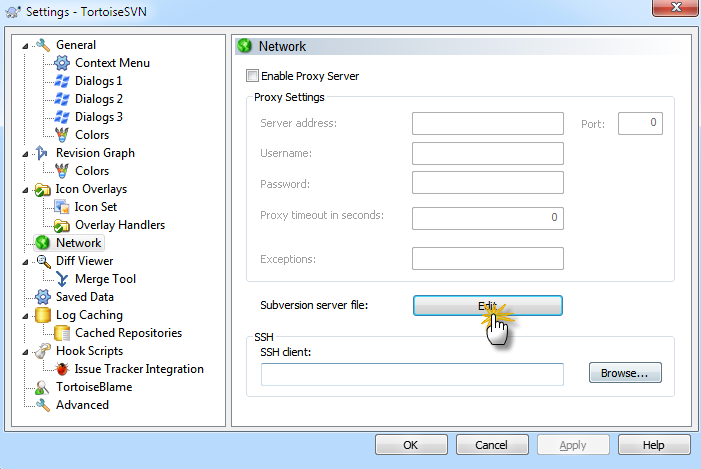 Settings - TortoiseSVN
General
Context Menu
Dialogs 1
Dialogs 2
Dialogs 3
Colors
Revision Graph
Colors
Icon Overlays
Icon Set
Overlay Handlers
Network
Diff Viewer
Merge Tool
Saved Data
Log Caching
Cached Repositories
Hook Scripts
Issue Tracker Integration
TortoiseBlame
Advanced
Network
Enable Proxy Server
Proxy Settings
Server address: Port: 0
Username:
Password:
Proxy timeout in seconds: 0
Exceptions:
Subversion server file: Edit
SSH
SSH client:
Browse...
OK Cancel Apply Help